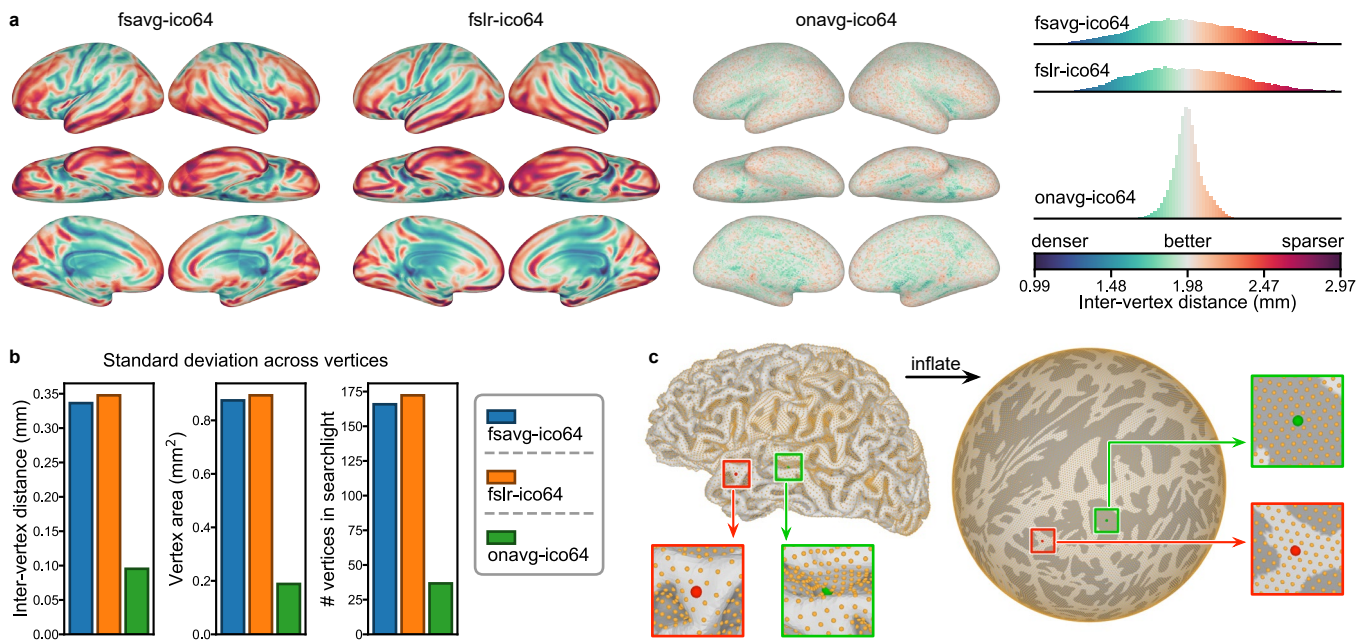 a
fsavg-ico64
fslr-ico64
onavg-ico64
fsavg-ico64
fslr-ico64
onavg-ico64
denser better sparser
0.99 1.48 1.98 2.47 2.97
Inter-vertex distance (mm)
b
Standard deviation across vertices
Inter-vertex distance (mm)
0.35
0.30
0.25
0.20
0.15
0.10
0.05
0.00
Vertex area (mm²)
0.8
0.6
0.4
0.2
0.0
# vertices in searchlight
175
150
125
100
75
50
25
0
fsavg-ico64
fslr-ico64
onavg-ico64
c
inflate